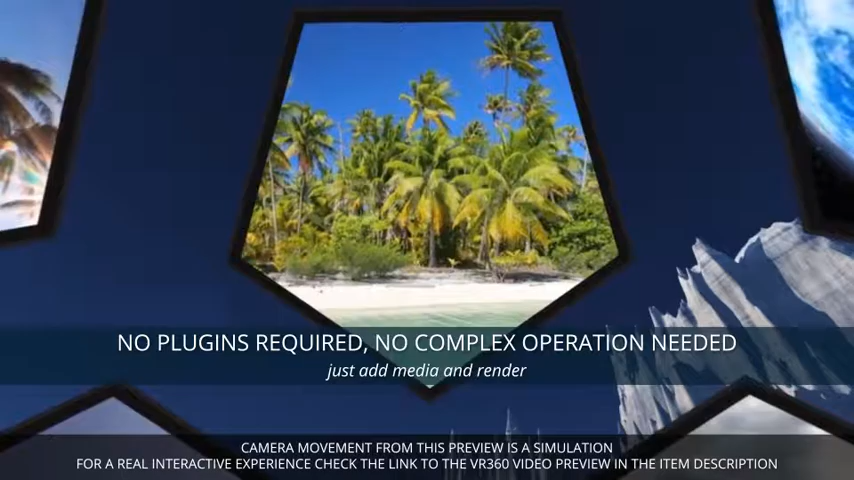 NO PLUGINS REQUIRED, NO COMPLEX OPERATION NEEDED
just add media and render
CAMERA MOVEMENT FROM THIS PREVIEW IS A SIMULATION
FOR A REAL INTERACTIVE EXPERIENCE CHECK THE LINK TO THE VR360 VIDEO PREVIEW IN THE ITEM DESCRIPTION